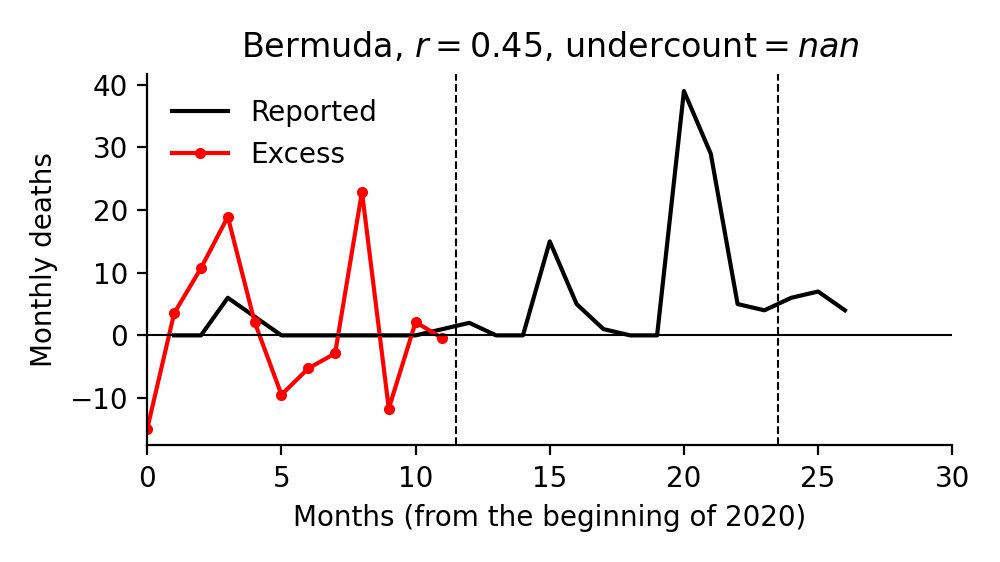 Bermuda, r = 0.45, undercount = nan
Reported
Excess
Monthly deaths
40
30
20
10
0
−10
0 5 10 15 20 25 30
Months (from the beginning of 2020)